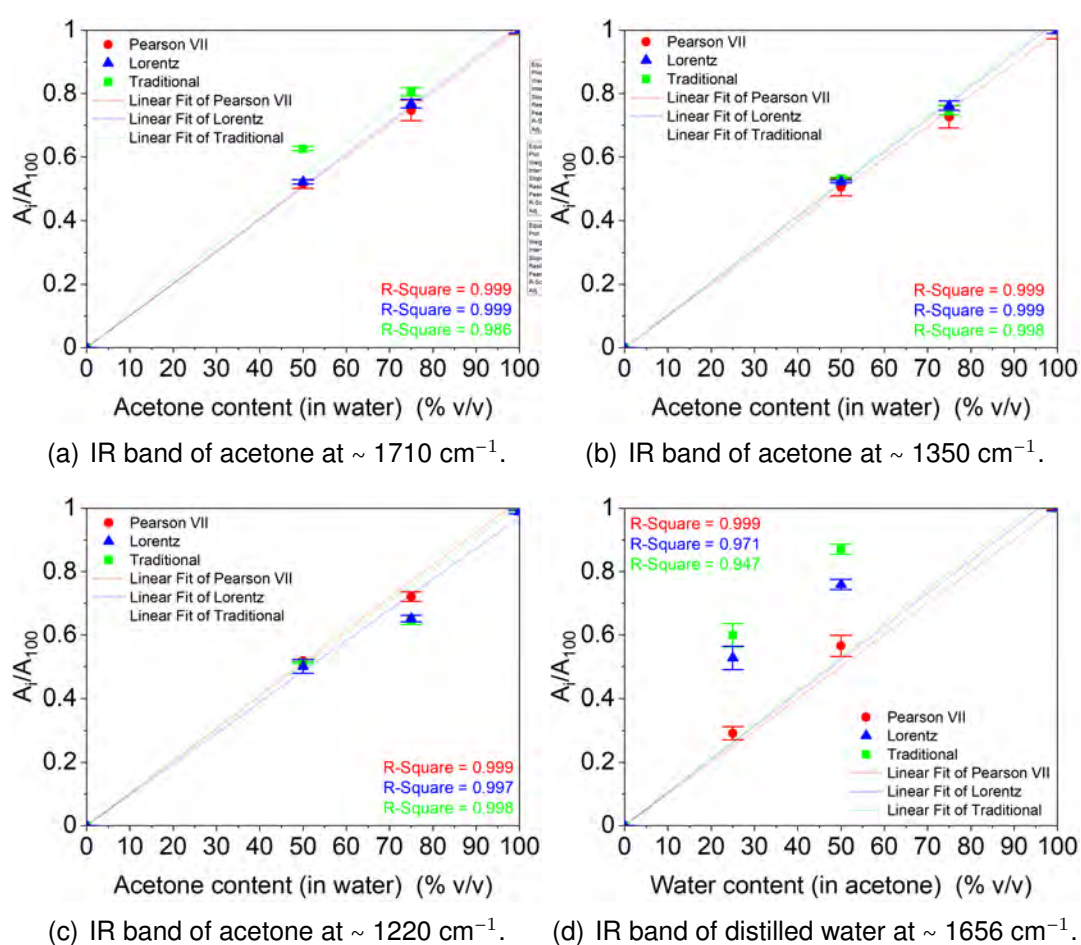 1
0.8
0.6
0.4
0.2
0
A_i/A_100
Pearson VII
Lorentz
Traditional
Linear Fit of Pearson VII
Linear Fit of Lorentz
Linear Fit of Traditional
R-Square = 0.999
R-Square = 0.999
R-Square = 0.986
0 10 20 30 40 50 60 70 80 90 100
Acetone content (in water) (% v/v)
(a) IR band of acetone at ~ 1710 cm⁻¹.
1
0.8
0.6
0.4
0.2
0
A_i/A_100
Pearson VII
Lorentz
Traditional
Linear Fit of Pearson VII
Linear Fit of Lorentz
Linear Fit of Traditional
R-Square = 0.999
R-Square = 0.999
R-Square = 0.998
0 10 20 30 40 50 60 70 80 90 100
Acetone content (in water) (% v/v)
(b) IR band of acetone at ~ 1350 cm⁻¹.
1
0.8
0.6
0.4
0.2
0
A_i/A_100
Pearson VII
Lorentz
Traditional
Linear Fit of Pearson VII
Linear Fit of Lorentz
Linear Fit of Traditional
R-Square = 0.999
R-Square = 0.997
R-Square = 0.998
0 10 20 30 40 50 60 70 80 90 100
Acetone content (in water) (% v/v)
(c) IR band of acetone at ~ 1220 cm⁻¹.
1
0.8
0.6
0.4
0.2
0
A_i/A_100
R-Square = 0.999
R-Square = 0.971
R-Square = 0.947
Pearson VII
Lorentz
Traditional
Linear Fit of Pearson VII
Linear Fit of Lorentz
Linear Fit of Traditional
0 10 20 30 40 50 60 70 80 90 100
Water content (in acetone) (% v/v)
(d) IR band of distilled water at ~ 1656 cm⁻¹.